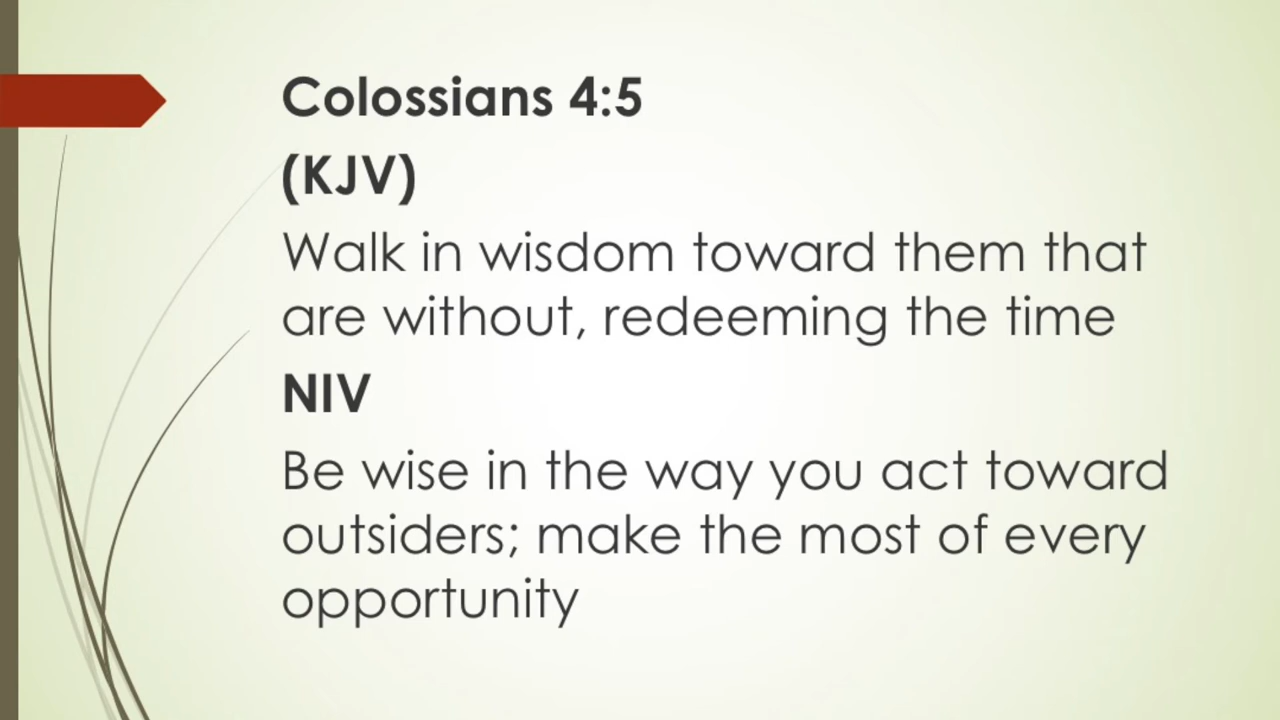 Colossians 4:5
(KJV)
Walk in wisdom toward them that
are without, redeeming the time
NIV
Be wise in the way you act toward
outsiders; make the most of every
opportunity